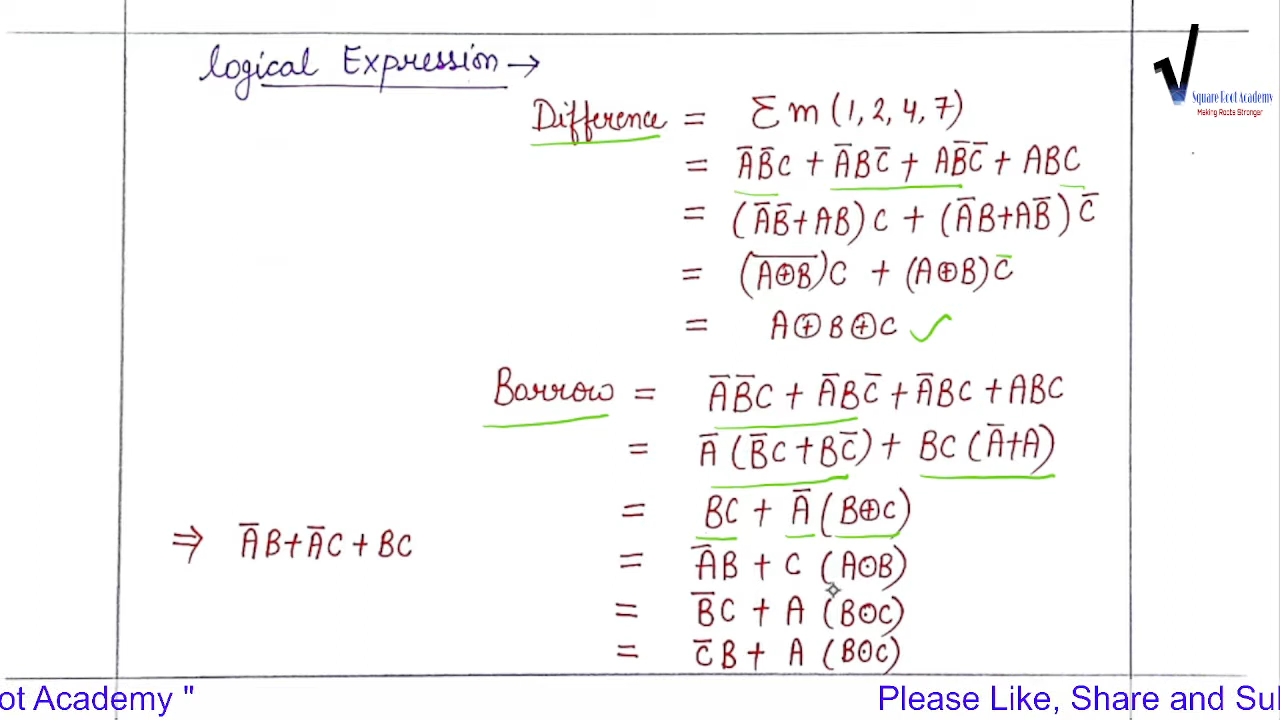 logical Expression →
Square Root Academy
Making Roots Stronger
Difference = Σ m (1, 2, 4, 7)
= A̅B̅C + A̅BC̅ + AB̅C̅ + ABC
= (A̅B̅+AB) C + (A̅B+AB̅) C̅
= (A̅⊕̅B̅)C + (A⊕B)C̅
= A⊕B⊕C ✓
Borrow = A̅B̅C + A̅BC̅ + A̅BC + ABC
= A̅ (B̅C+BC̅) + BC (A̅+A)
= BC + A̅ (B⊕C)
⇒ A̅B+A̅C+BC
= A̅B + C (A⊙B)
= B̅C + A (B⊙C)
= C̅B + A (B⊙C)
ot Academy "
Please Like, Share and Sul